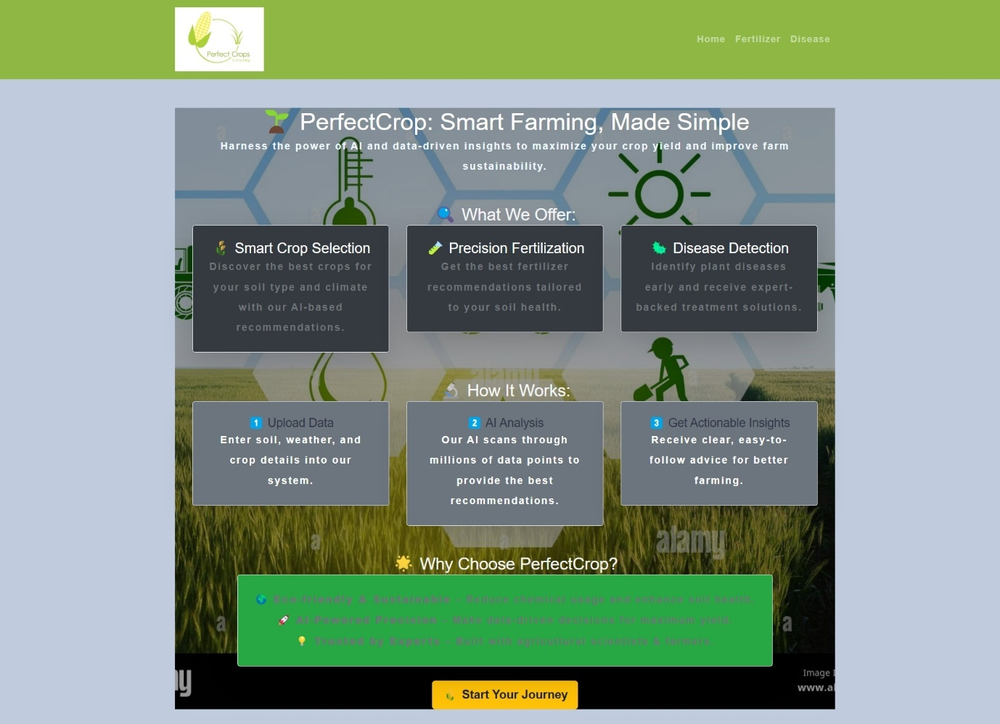 Perfect Crops
Consulting
Home Fertilizer Disease
🌱 PerfectCrop: Smart Farming, Made Simple
Harness the power of AI and data-driven insights to maximize your crop yield and improve farm
sustainability.
🔍 What We Offer:
🌾 Smart Crop Selection
Discover the best crops for
your soil type and climate
with our AI-based
recommendations.
🧪 Precision Fertilization
Get the best fertilizer
recommendations tailored
to your soil health.
🦠 Disease Detection
Identify plant diseases
early and receive expert-
backed treatment solutions.
alamy
🔬 How It Works:
1️⃣ Upload Data
Enter soil, weather, and
crop details into our
system.
2️⃣ AI Analysis
Our AI scans through
millions of data points to
provide the best
recommendations.
3️⃣ Get Actionable Insights
Receive clear, easy-to-
follow advice for better
farming.
alamy
🌟 Why Choose PerfectCrop?
🌍 Eco-friendly & Sustainable – Reduce chemical usage and enhance soil health.
🚀 AI-Powered Precision – Make data-driven decisions for maximum yield.
💡 Trusted by Experts – Built with agricultural scientists & farmers.
Image
www.al
Start Your Journey